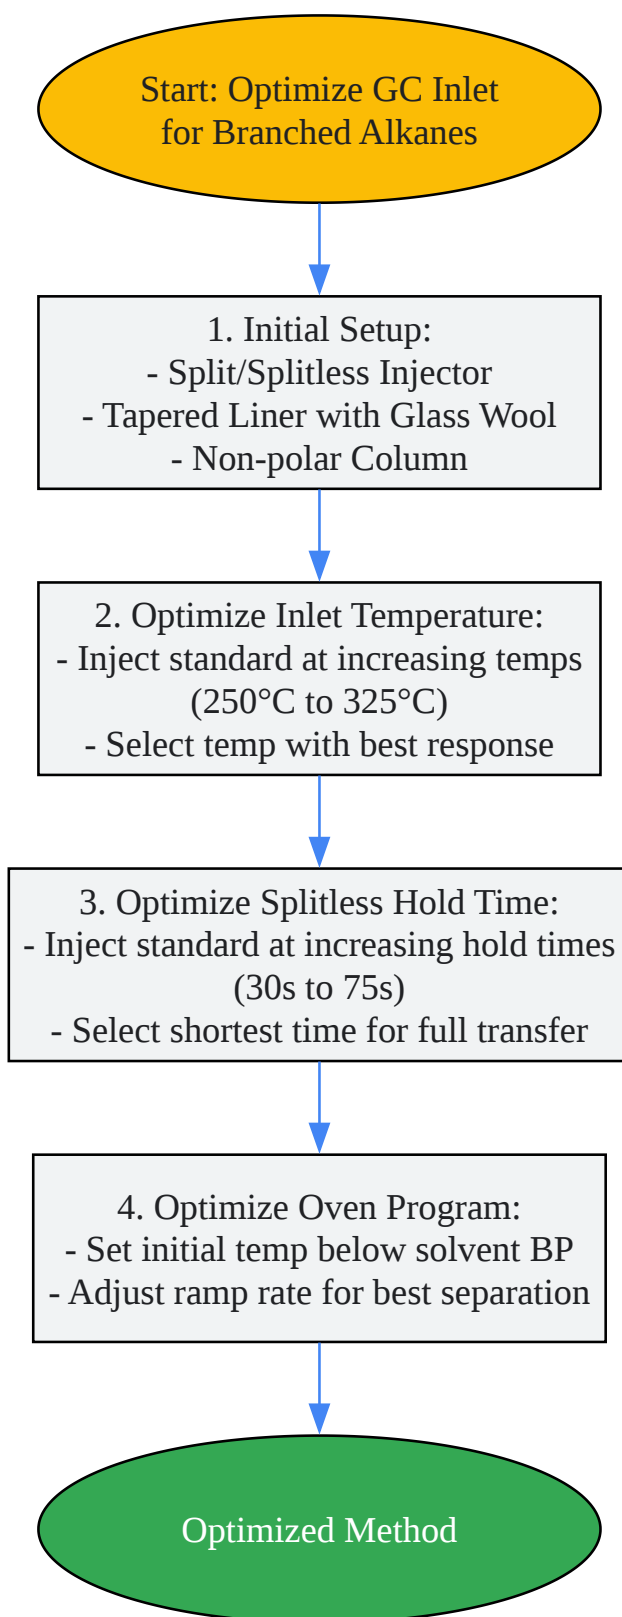 Start: Optimize GC Inlet
for Branched Alkanes
1. Initial Setup:
- Split/Splitless Injector
- Tapered Liner with Glass Wool
- Non-polar Column
2. Optimize Inlet Temperature:
- Inject standard at increasing temps
(250°C to 325°C)
- Select temp with best response
3. Optimize Splitless Hold Time:
- Inject standard at increasing hold times
(30s to 75s)
- Select shortest time for full transfer
4. Optimize Oven Program:
- Set initial temp below solvent BP
- Adjust ramp rate for best separation
Optimized Method